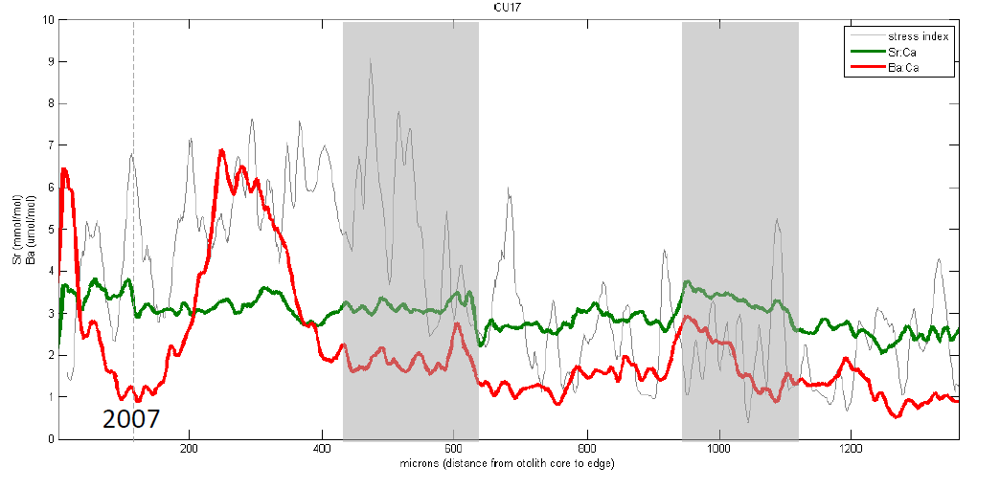 CU17
10
9
8
7
6
5
4
3
2
1
0
Sr (mmol/mol)
Ba (umol/mol)
stress index
Sr:Ca
Ba:Ca
2007
200 400 600 800 1000 1200
microns (distance from otolith core to edge)